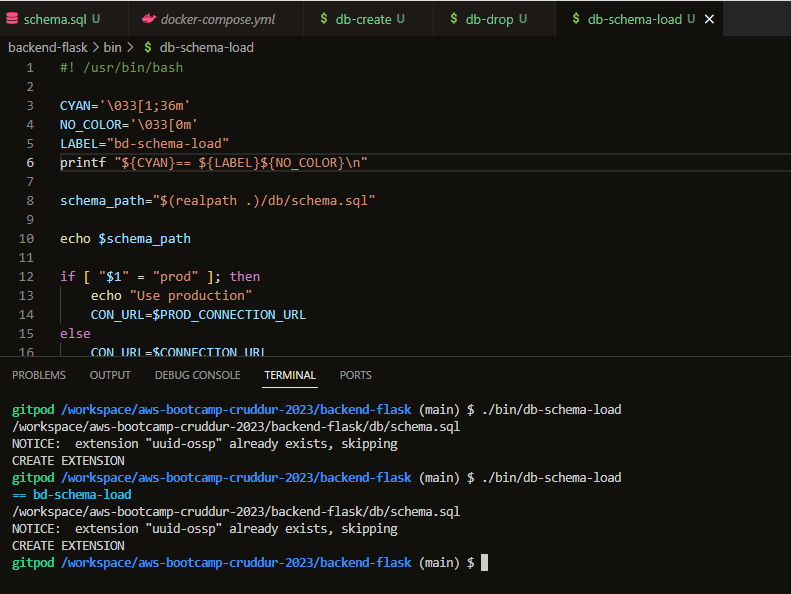 schema.sql U docker-compose.yml $ db-create U $ db-drop U $ db-schema-load U ×
backend-flask > bin > $ db-schema-load
1 #! /usr/bin/bash
2
3 CYAN='\033[1;36m'
4 NO_COLOR='\033[0m'
5 LABEL="bd-schema-load"
6 printf "${CYAN}== ${LABEL}${NO_COLOR}\n"
7
8 schema_path="$(realpath .)/db/schema.sql"
9
10 echo $schema_path
11
12 if [ "$1" = "prod" ]; then
13 echo "Use production"
14 CON_URL=$PROD_CONNECTION_URL
15 else
16 CON_URL=$CONNECTION_URL
PROBLEMS OUTPUT DEBUG CONSOLE TERMINAL PORTS
gitpod /workspace/aws-bootcamp-cruddur-2023/backend-flask (main) $ ./bin/db-schema-load
/workspace/aws-bootcamp-cruddur-2023/backend-flask/db/schema.sql
NOTICE:  extension "uuid-ossp" already exists, skipping
CREATE EXTENSION
gitpod /workspace/aws-bootcamp-cruddur-2023/backend-flask (main) $ ./bin/db-schema-load
== bd-schema-load
/workspace/aws-bootcamp-cruddur-2023/backend-flask/db/schema.sql
NOTICE:  extension "uuid-ossp" already exists, skipping
CREATE EXTENSION
gitpod /workspace/aws-bootcamp-cruddur-2023/backend-flask (main) $